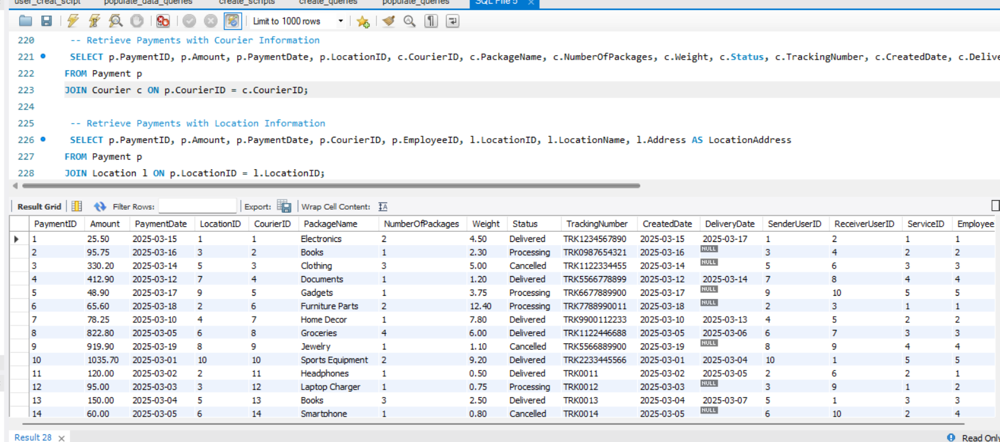 user_creat_script populate_data_queries create_scripts create_queries populate_queries SQL File 5
Limit to 1000 rows
220 -- Retrieve Payments with Courier Information
221 SELECT p.PaymentID, p.Amount, p.PaymentDate, p.LocationID, c.CourierID, c.PackageName, c.NumberOfPackages, c.Weight, c.Status, c.TrackingNumber, c.CreatedDate, c.Delive
222 FROM Payment p
223 JOIN Courier c ON p.CourierID = c.CourierID;
224
225 -- Retrieve Payments with Location Information
226 SELECT p.PaymentID, p.Amount, p.PaymentDate, p.CourierID, p.EmployeeID, l.LocationID, l.LocationName, l.Address AS LocationAddress
227 FROM Payment p
228 JOIN Location l ON p.LocationID = l.LocationID;
Result Grid Filter Rows: Export: Wrap Cell Content:
PaymentID Amount PaymentDate LocationID CourierID PackageName NumberOfPackages Weight Status TrackingNumber CreatedDate DeliveryDate SenderUserID ReceiverUserID ServiceID Employee
1 25.50 2025-03-15 1 1 Electronics 2 4.50 Delivered TRK1234567890 2025-03-15 2025-03-17 1 2 1 1
2 95.75 2025-03-16 3 2 Books 1 2.30 Processing TRK0987654321 2025-03-16 NULL 3 4 2 2
3 330.20 2025-03-14 5 3 Clothing 3 5.00 Cancelled TRK1122334455 2025-03-14 NULL 5 6 3 3
4 412.90 2025-03-12 7 4 Documents 1 1.20 Delivered TRK5566778899 2025-03-12 2025-03-14 7 8 4 4
5 48.90 2025-03-17 9 5 Gadgets 1 3.75 Processing TRK6677889900 2025-03-17 NULL 9 10 5 5
6 65.60 2025-03-18 2 6 Furniture Parts 2 12.40 Processing TRK7788990011 2025-03-18 NULL 2 3 1 1
7 78.25 2025-03-10 4 7 Home Decor 1 7.80 Delivered TRK9900112233 2025-03-10 2025-03-13 4 5 2 2
8 822.80 2025-03-05 6 8 Groceries 4 6.00 Delivered TRK1122446688 2025-03-05 2025-03-06 6 7 3 3
9 919.90 2025-03-19 8 9 Jewelry 1 1.10 Cancelled TRK5566889900 2025-03-19 NULL 8 9 4 4
10 1035.70 2025-03-01 10 10 Sports Equipment 2 9.20 Delivered TRK2233445566 2025-03-01 2025-03-04 10 1 5 5
11 120.00 2025-03-02 2 11 Headphones 1 0.50 Delivered TRK0011 2025-03-02 2025-03-05 2 6 2 1
12 95.00 2025-03-03 3 12 Laptop Charger 1 0.75 Processing TRK0012 2025-03-03 NULL 3 9 1 2
13 150.00 2025-03-04 5 13 Books 3 2.50 Delivered TRK0013 2025-03-04 2025-03-07 5 1 3 3
14 60.00 2025-03-05 6 14 Smartphone 1 0.80 Cancelled TRK0014 2025-03-05 NULL 6 10 2 4
Result 28 Read Only